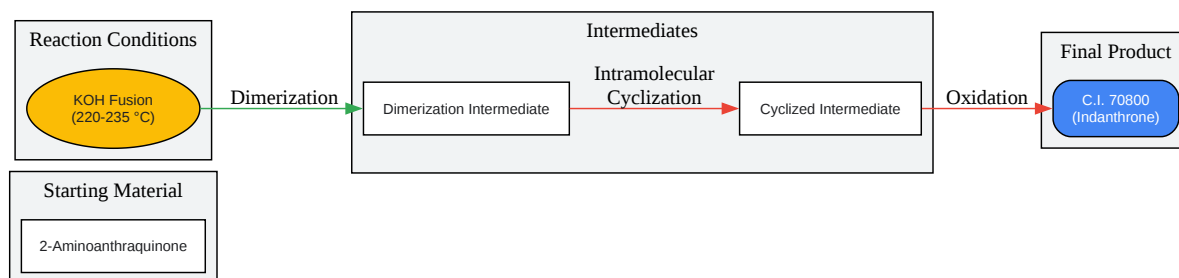 Reaction Conditions
KOH Fusion
(220-235 °C)
Dimerization
Intermediates
Dimerization Intermediate
Intramolecular
Cyclization
Cyclized Intermediate
Oxidation
Final Product
C.I. 70800
(Indanthrone)
Starting Material
2-Aminoanthraquinone